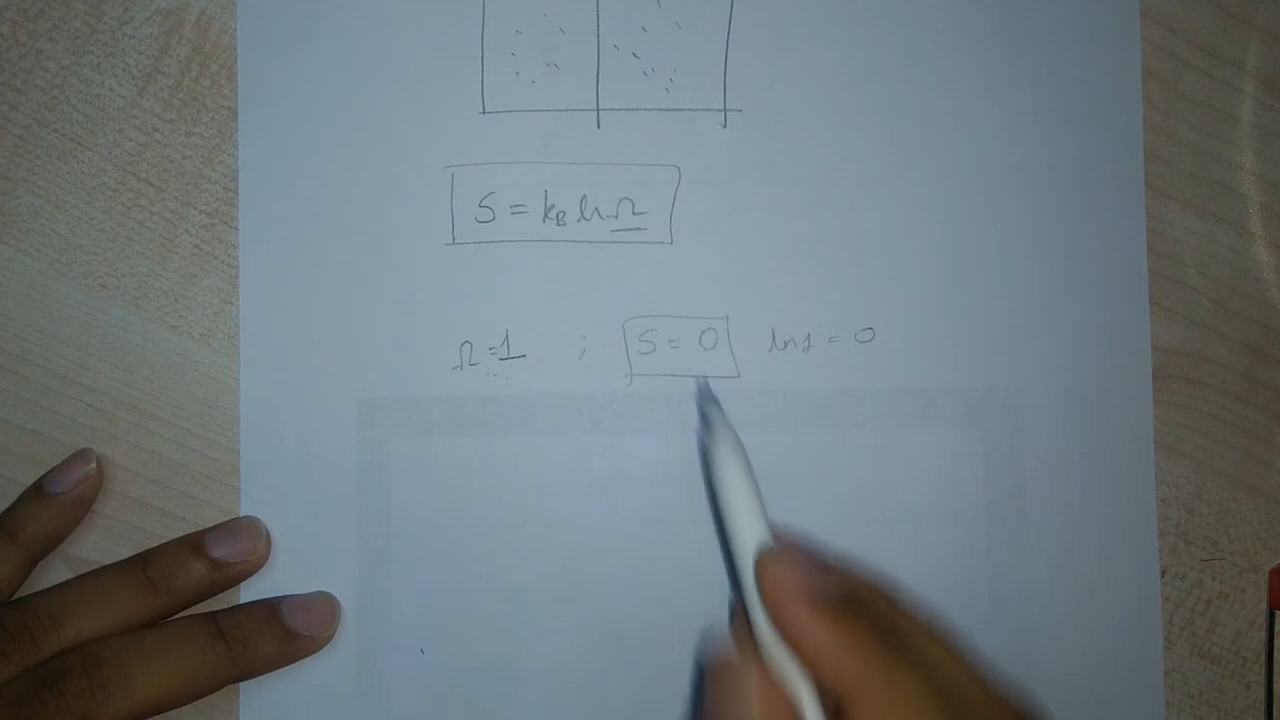 S = k_B ln Ω
Ω = 1 ; S = 0 ln 1 = 0